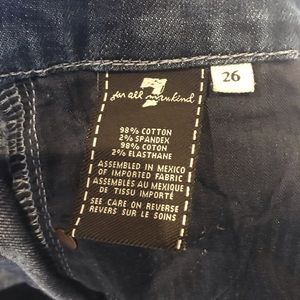 7
for all mankind
26
98% COTTON
2% SPANDEX
98% COTON
2% ELASTHANE
ASSEMBLED IN MEXICO
OF IMPORTED FABRIC
ASSEMBLÉS AU MEXIQUE
DE TISSU IMPORTÉ
SEE CARE ON REVERSE
REVERS SUR LE SOINS